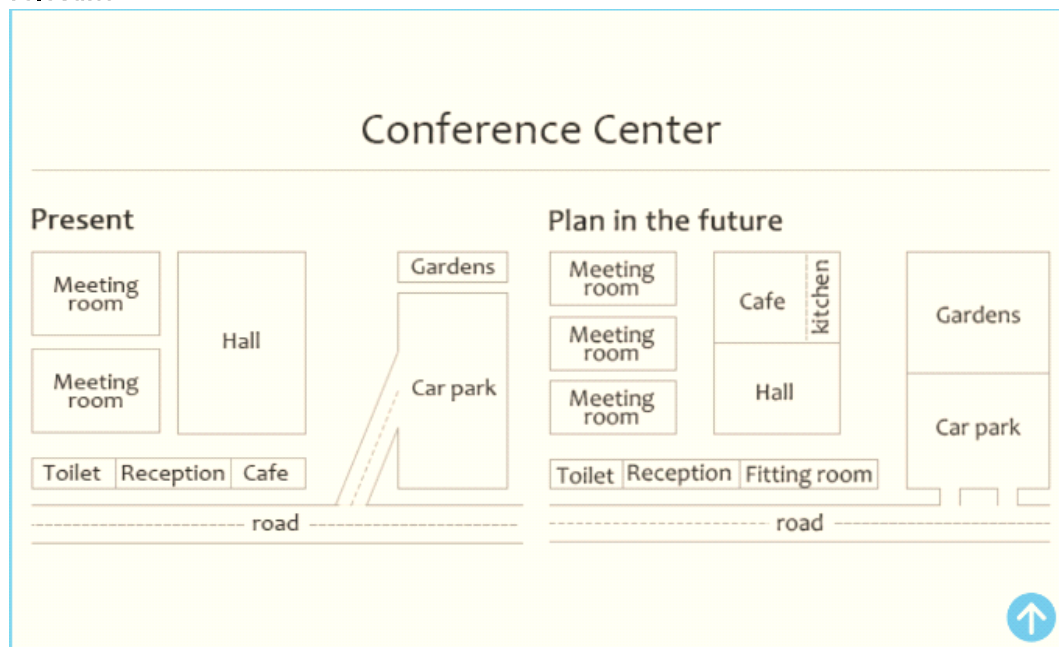 Conference Center
Present
Meeting
room
Meeting
room
Hall
Gardens
Car park
Toilet
Reception
Cafe
road
Plan in the future
Meeting
room
Meeting
room
Meeting
room
Cafe
kitchen
Hall
Gardens
Car park
Toilet
Reception
Fitting room
road